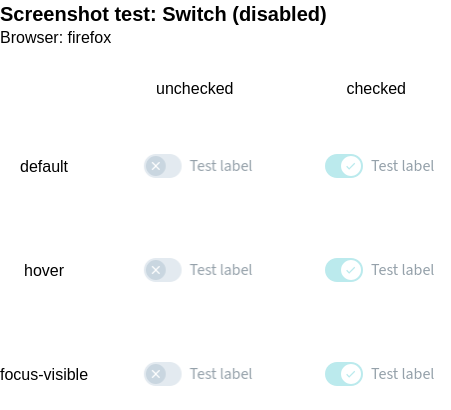 Screenshot test: Switch (disabled)
Browser: firefox
unchecked checked
default Test label Test label
hover Test label Test label
focus-visible Test label Test label